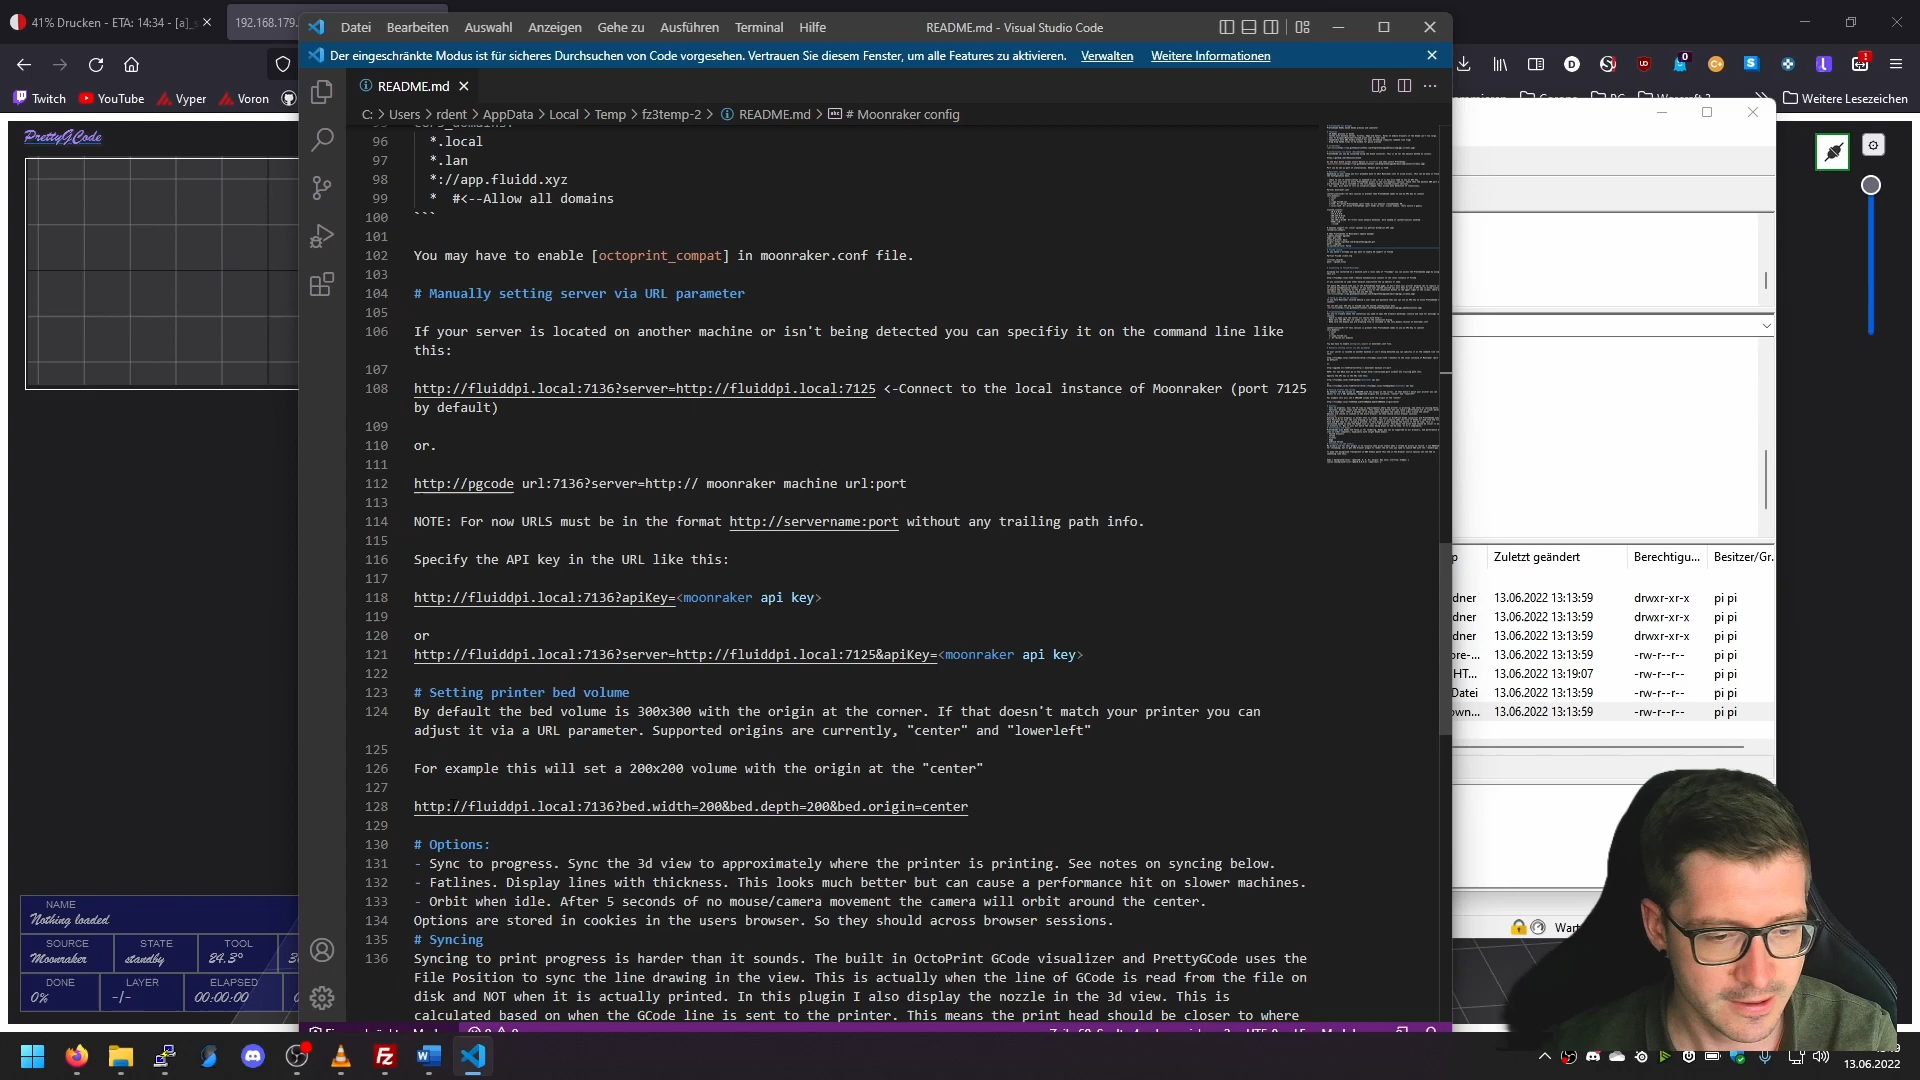 41% Drucken - ETA: 14:34 - [a]_s
192.168.179.
Datei Bearbeiten Auswahl Anzeigen Gehe zu Ausführen Terminal Hilfe
README.md - Visual Studio Code
Der eingeschränkte Modus ist für sicheres Durchsuchen von Code vorgesehen. Vertrauen Sie diesem Fenster, um alle Features zu aktivieren. Verwalten Weitere Informationen
Twitch YouTube Vyper Voron
Weitere Lesezeichen
README.md
C: > Users > rdent > AppData > Local > Temp > fz3temp-2 > README.md > # Moonraker config
PrettyGCode
96 *.local
97 *.lan
98 *://app.fluidd.xyz
99 * #<--Allow all domains
100 ```
101
102 You may have to enable [octoprint_compat] in moonraker.conf file.
103
104 # Manually setting server via URL parameter
105
106 If your server is located on another machine or isn't being detected you can specifiy it on the command line like
this:
107
108 http://fluiddpi.local:7136?server=http://fluiddpi.local:7125 <-Connect to the local instance of Moonraker (port 7125
by default)
109
110 or.
111
112 http://pgcode url:7136?server=http:// moonraker machine url:port
113
114 NOTE: For now URLS must be in the format http://servername:port without any trailing path info.
115
116 Specify the API key in the URL like this:
117
118 http://fluiddpi.local:7136?apiKey=<moonraker api key>
119
120 or
121 http://fluiddpi.local:7136?server=http://fluiddpi.local:7125&apiKey=<moonraker api key>
122
123 # Setting printer bed volume
124 By default the bed volume is 300x300 with the origin at the corner. If that doesn't match your printer you can
adjust it via a URL parameter. Supported origins are currently, "center" and "lowerleft"
125
126 For example this will set a 200x200 volume with the origin at the "center"
127
128 http://fluiddpi.local:7136?bed.width=200&bed.depth=200&bed.origin=center
129
130 # Options:
131 - Sync to progress. Sync the 3d view to approximately where the printer is printing. See notes on syncing below.
132 - Fatlines. Display lines with thickness. This looks much better but can cause a performance hit on slower machines.
133 - Orbit when idle. After 5 seconds of no mouse/camera movement the camera will orbit around the center.
134 Options are stored in cookies in the users browser. So they should across browser sessions.
135 # Syncing
136 Syncing to print progress is harder than it sounds. The built in OctoPrint GCode visualizer and PrettyGCode uses the
File Position to sync the line drawing in the view. This is actually when the line of GCode is read from the file on
disk and NOT when it is actually printed. In this plugin I also display the nozzle in the 3d view. This is
calculated based on when the GCode line is sent to the printer. This means the print head should be closer to where
Zuletzt geändert Berechtigu... Besitzer/Gr...
dner 13.06.2022 13:13:59 drwxr-xr-x pi pi
dner 13.06.2022 13:13:59 drwxr-xr-x pi pi
dner 13.06.2022 13:13:59 drwxr-xr-x pi pi
ore-... 13.06.2022 13:13:59 -rw-r--r-- pi pi
HT... 13.06.2022 13:19:07 -rw-r--r-- pi pi
Datei 13.06.2022 13:13:59 -rw-r--r-- pi pi
own... 13.06.2022 13:13:59 -rw-r--r-- pi pi
Wart
NAME
Nothing loaded
SOURCE STATE TOOL
Moonraker standby 24.3°
DONE LAYER ELAPSED
0% -/- 00:00:00
13.06.2022